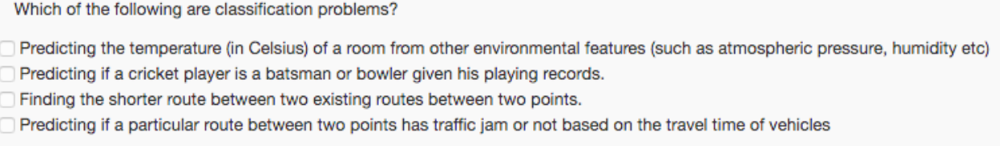 Which of the following are classification problems?
Predicting the temperature (in Celsius) of a room from other environmental features (such as atmospheric pressure, humidity etc)
Predicting if a cricket player is a batsman or bowler given his playing records.
Finding the shorter route between two existing routes between two points.
Predicting if a particular route between two points has traffic jam or not based on the travel time of vehicles